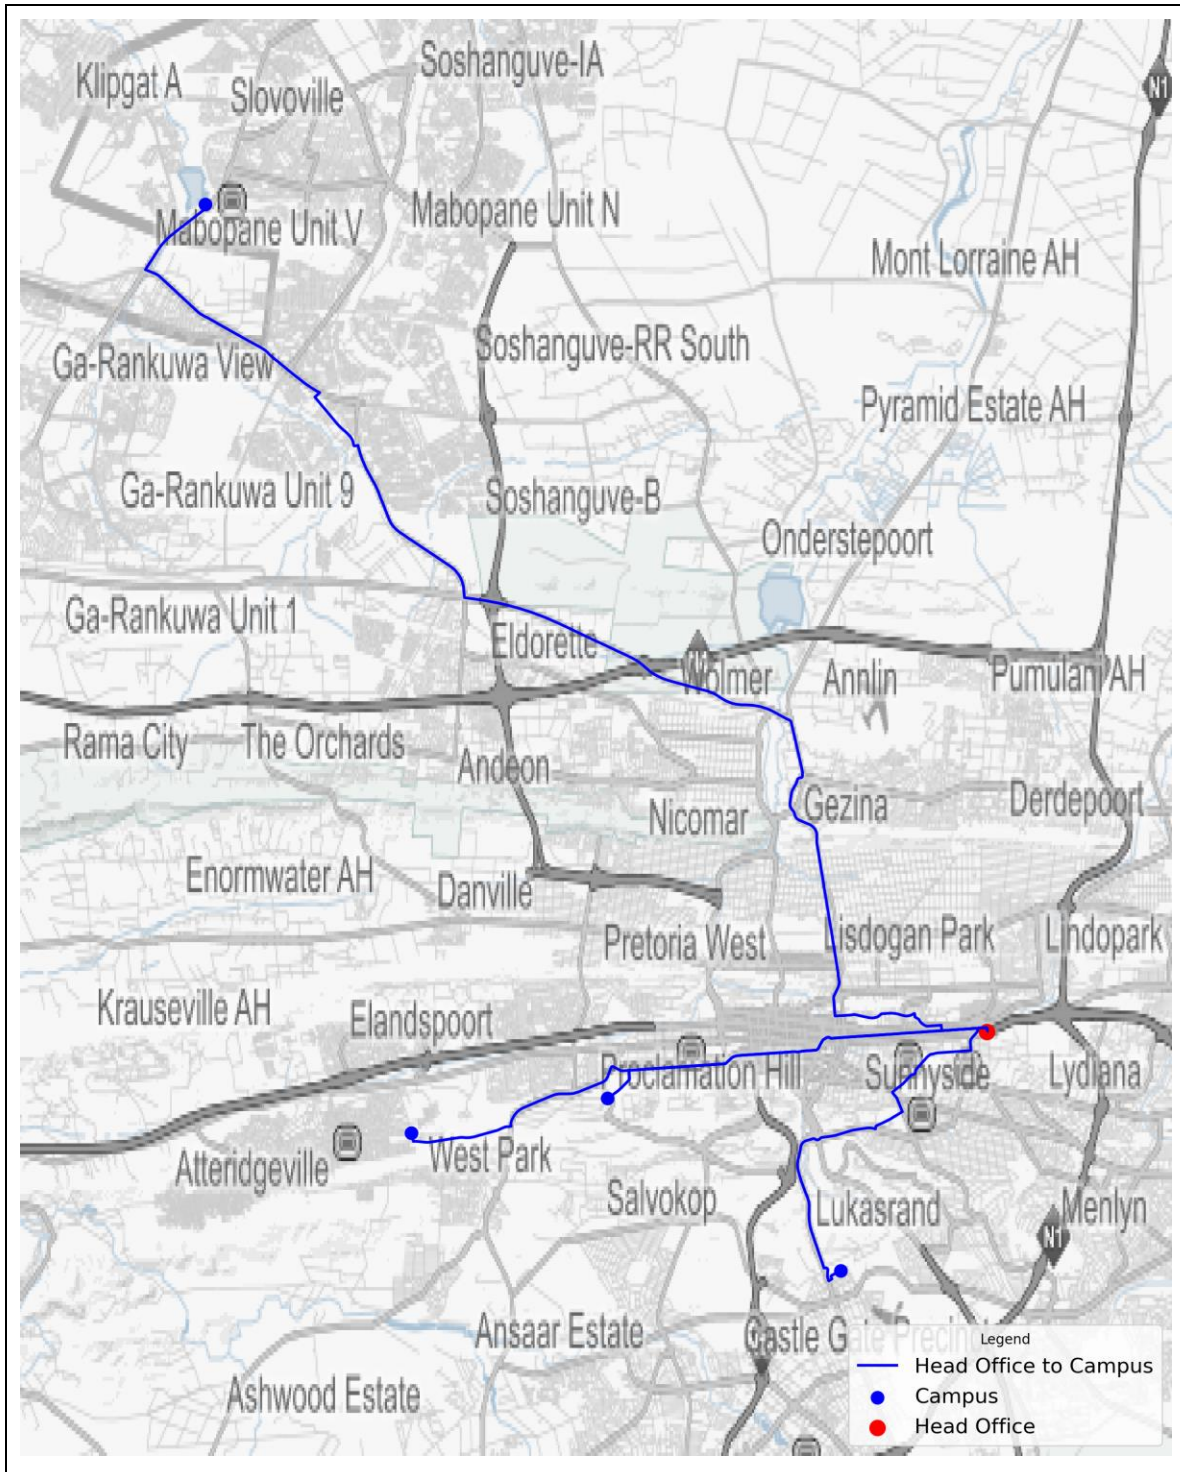 Soshanguve-IA
Klipgat A
Slovoville
N1
Mabopane Unit N
Mabopane Unit V
Mont Lorraine AH
Soshanguve-RR South
Ga-Rankuwa View
Pyramid Estate AH
Ga-Rankuwa Unit 9
Soshanguve-B
Onderstepoort
Ga-Rankuwa Unit 1
Eldorette
N1
Wolmer
Annlin
Pumulani AH
Rama City
The Orchards
Andeon
Nicomar
Gezina
Derdepoort
Enormwater AH
Danville
Pretoria West
Lisdogan Park
Lindopark
Krauseville AH
Elandspoort
Proclamation Hill
Sunnyside
Lydiana
West Park
Atteridgeville
Salvokop
Lukasrand
Menlyn
N1
Ansaar Estate
Castle Gate Precinct
Ashwood Estate
Legend
Head Office to Campus
Campus
Head Office